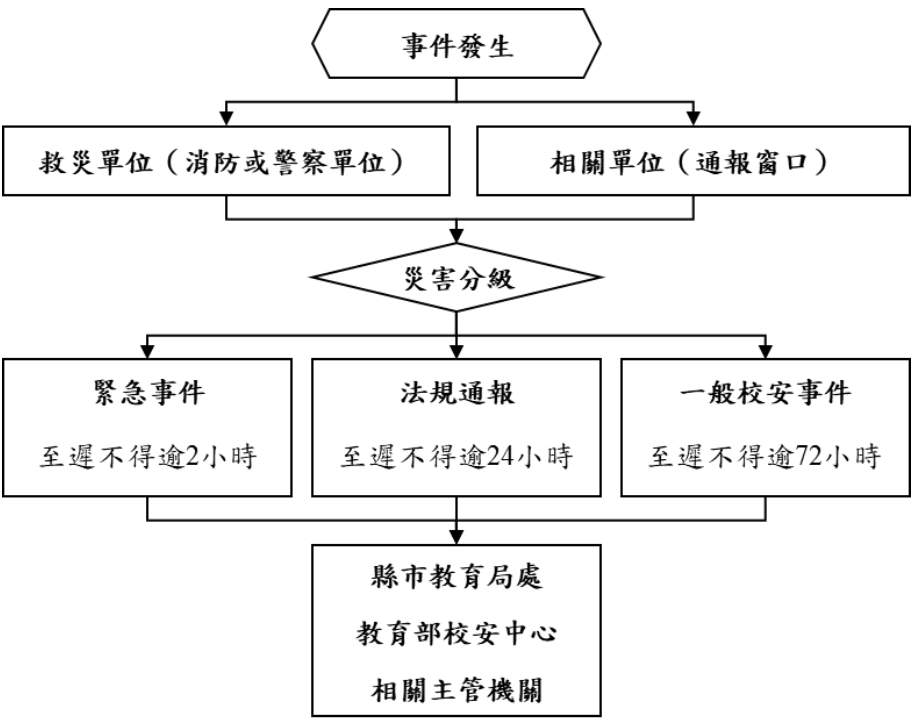 事件發生
救災單位（消防或警察單位）
相關單位（通報窗口）
災害分級
緊急事件
至遲不得逾2小時
法規通報
至遲不得逾24小時
一般校安事件
至遲不得逾72小時
縣市教育局處
教育部校安中心
相關主管機關